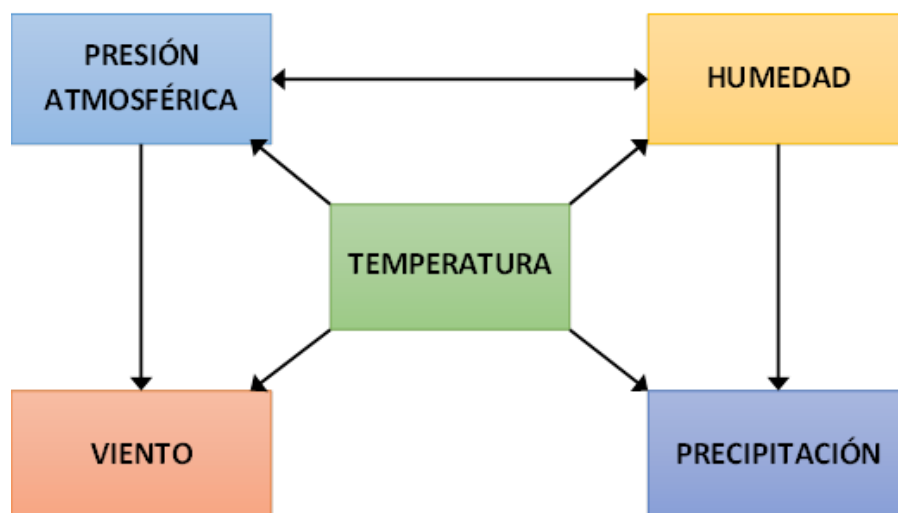 PRESIÓN
ATMOSFÉRICA
HUMEDAD
TEMPERATURA
VIENTO
PRECIPITACIÓN